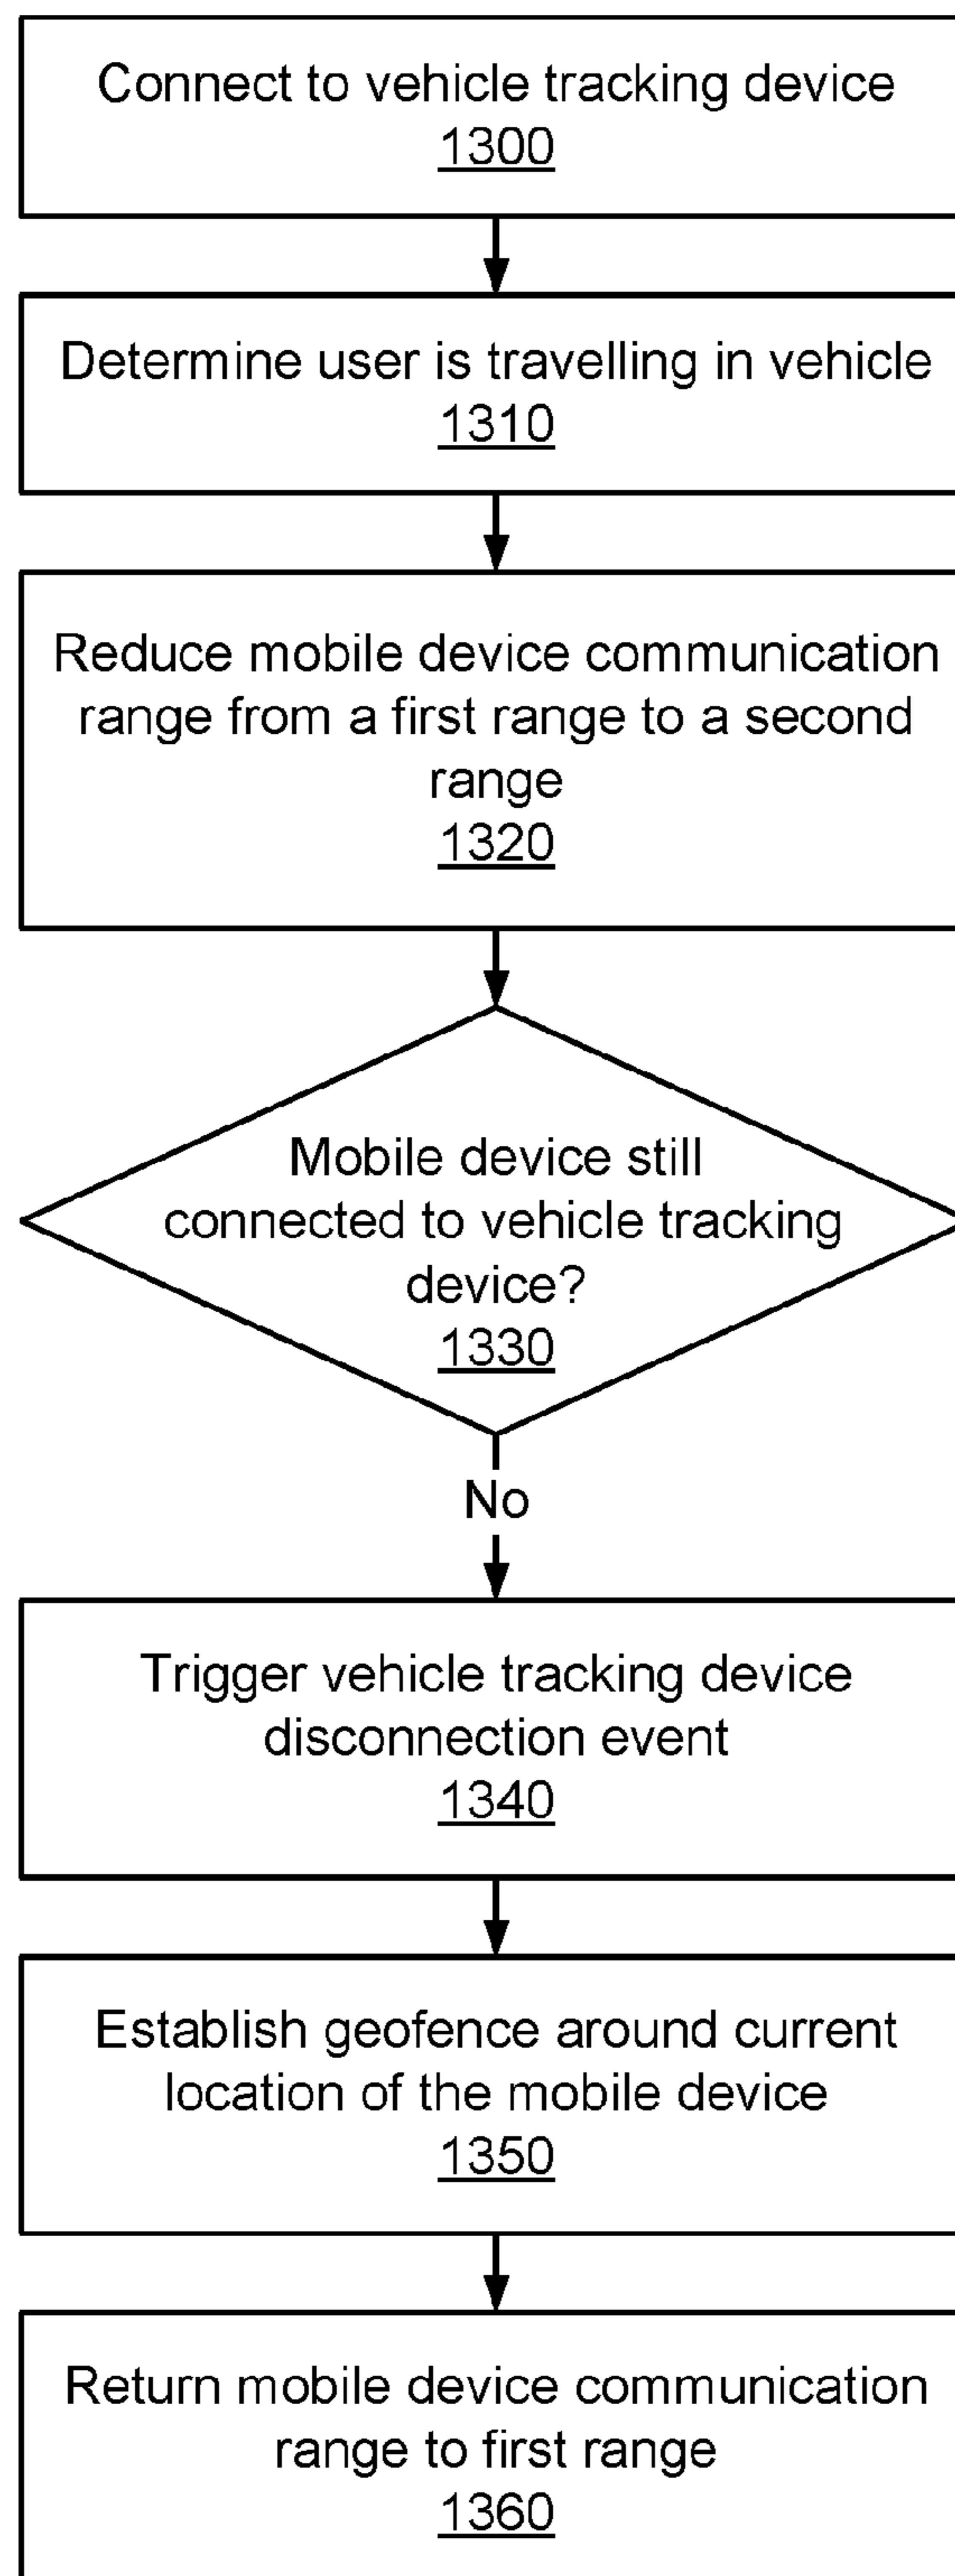 Connect to vehicle tracking device
1300
Determine user is travelling in vehicle
1310
Reduce mobile device communication
range from a first range to a second
range
1320
Mobile device still
connected to vehicle tracking
device?
1330
No
Trigger vehicle tracking device
disconnection event
1340
Establish geofence around current
location of the mobile device
1350
Return mobile device communication
range to first range
1360